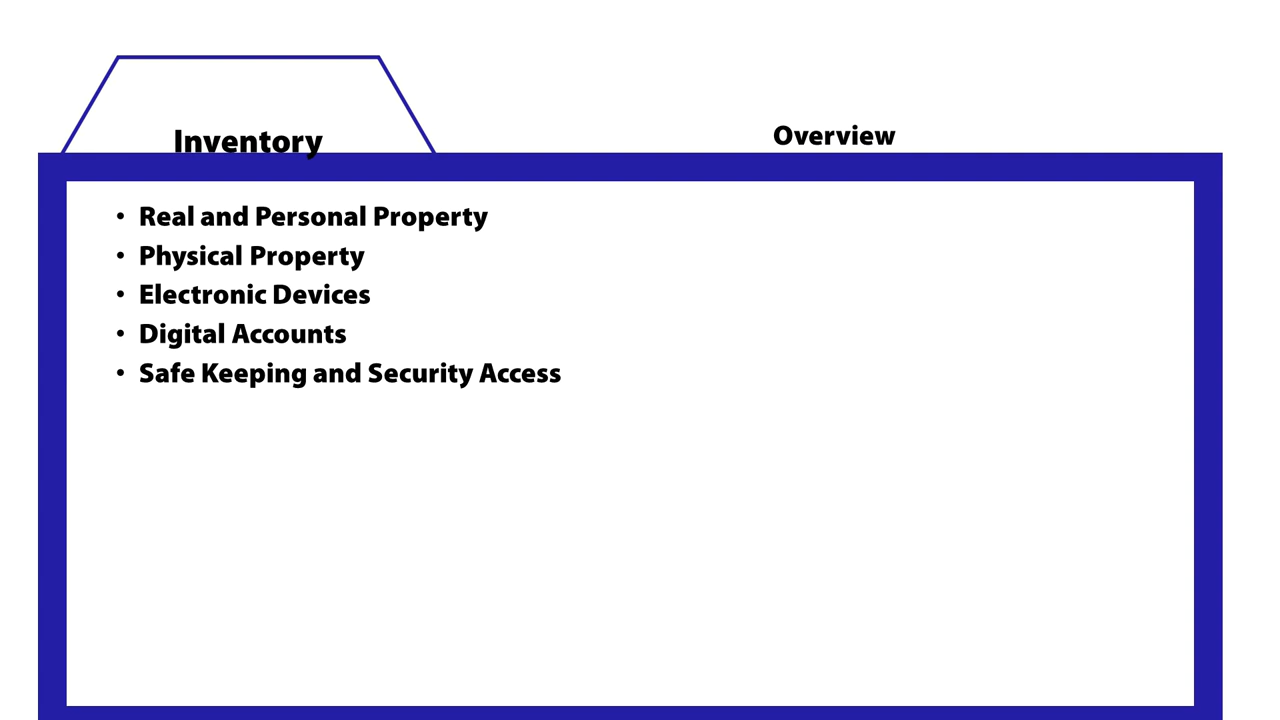 Inventory
Overview
• Real and Personal Property
• Physical Property
• Electronic Devices
• Digital Accounts
• Safe Keeping and Security Access